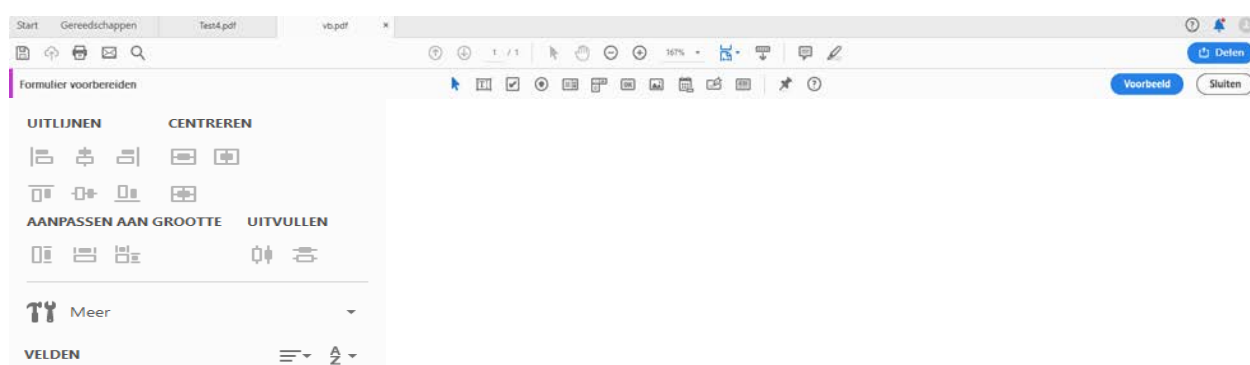 Start Gereedschappen Test4.pdf vb.pdf ×
1 / 1 167%
Delen
Formulier voorbereiden Voorbeeld Sluiten
UITLIJNEN CENTREREN
AANPASSEN AAN GROOTTE UITVULLEN
Meer
VELDEN